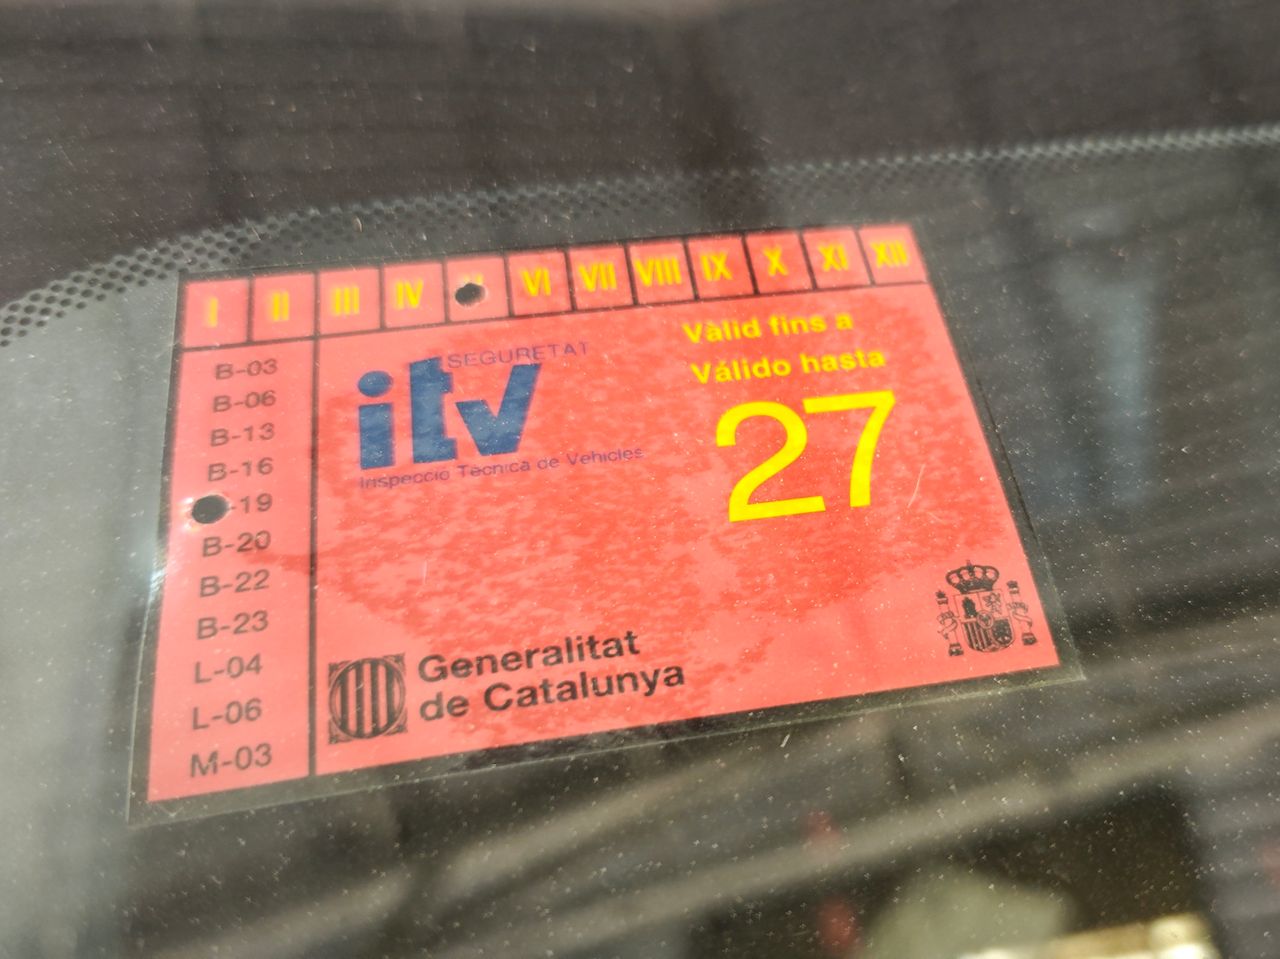 I II III IV VI VII VIII IX X XI XII
B-03
B-06
B-13
B-16
-19
B-20
B-22
B-23
L-04
L-06
M-03
SEGURETAT
itv
Inspecció Tècnica de Vehicles
Vàlid fins a
Válido hasta
27
Generalitat
de Catalunya